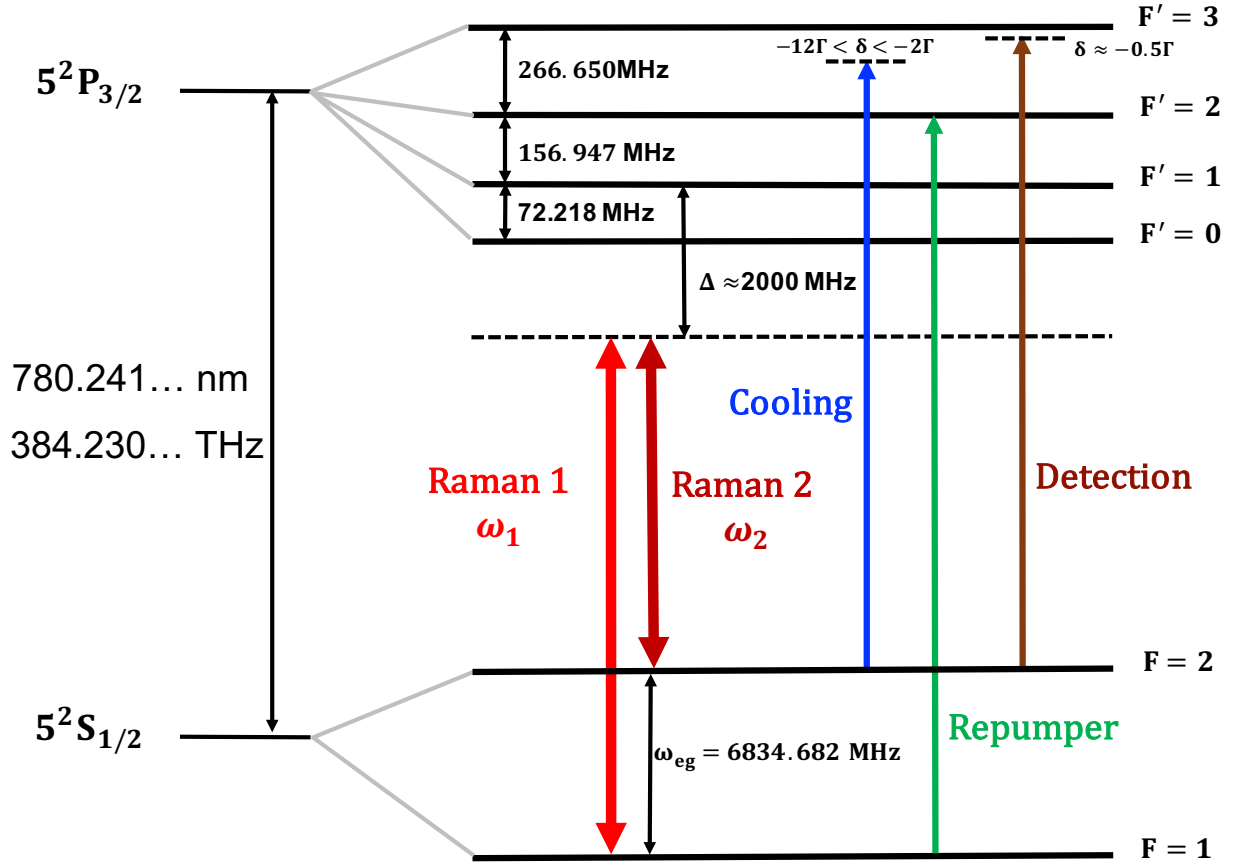 F′ = 3
−12Γ < δ < −2Γ
δ ≈ −0.5Γ
5²P₃/₂
266.650MHz
F′ = 2
156.947 MHz
F′ = 1
72.218 MHz
F′ = 0
Δ ≈2000 MHz
780.241... nm
384.230... THz
Cooling
Raman 1
ω₁
Raman 2
ω₂
Detection
F = 2
5²S₁/₂
Repumper
ω_eg = 6834.682 MHz
F = 1